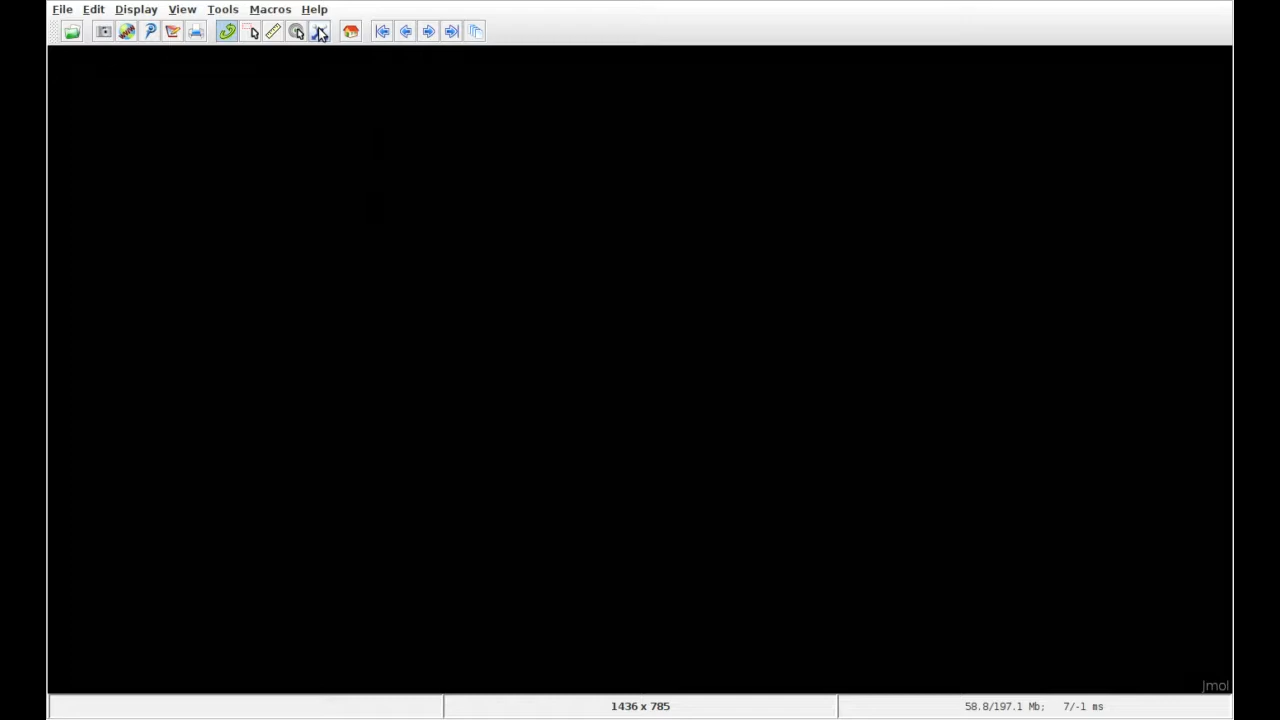 File Edit Display View Tools Macros Help
Jmol
1436 x 785
58.8/197.1 Mb; 7/-1 ms